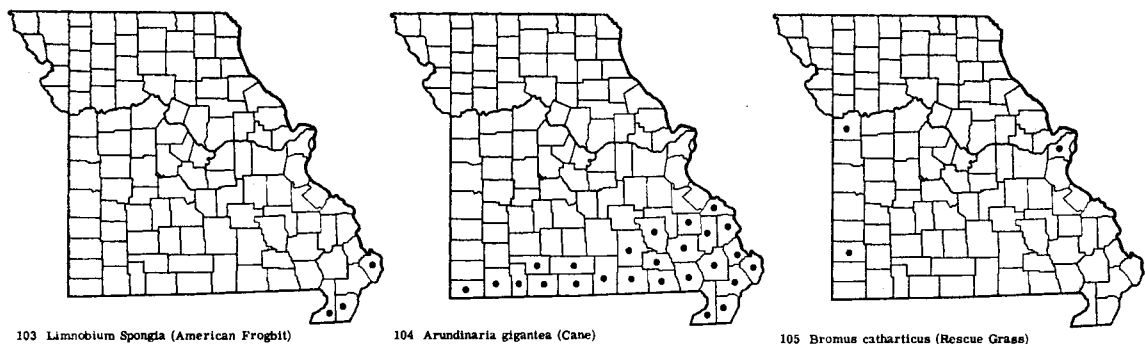 103 Limnobium Spongia (American Frogbit)
104 Arundinaria gigantea (Cane)
105 Bromus catharticus (Rescue Grass)